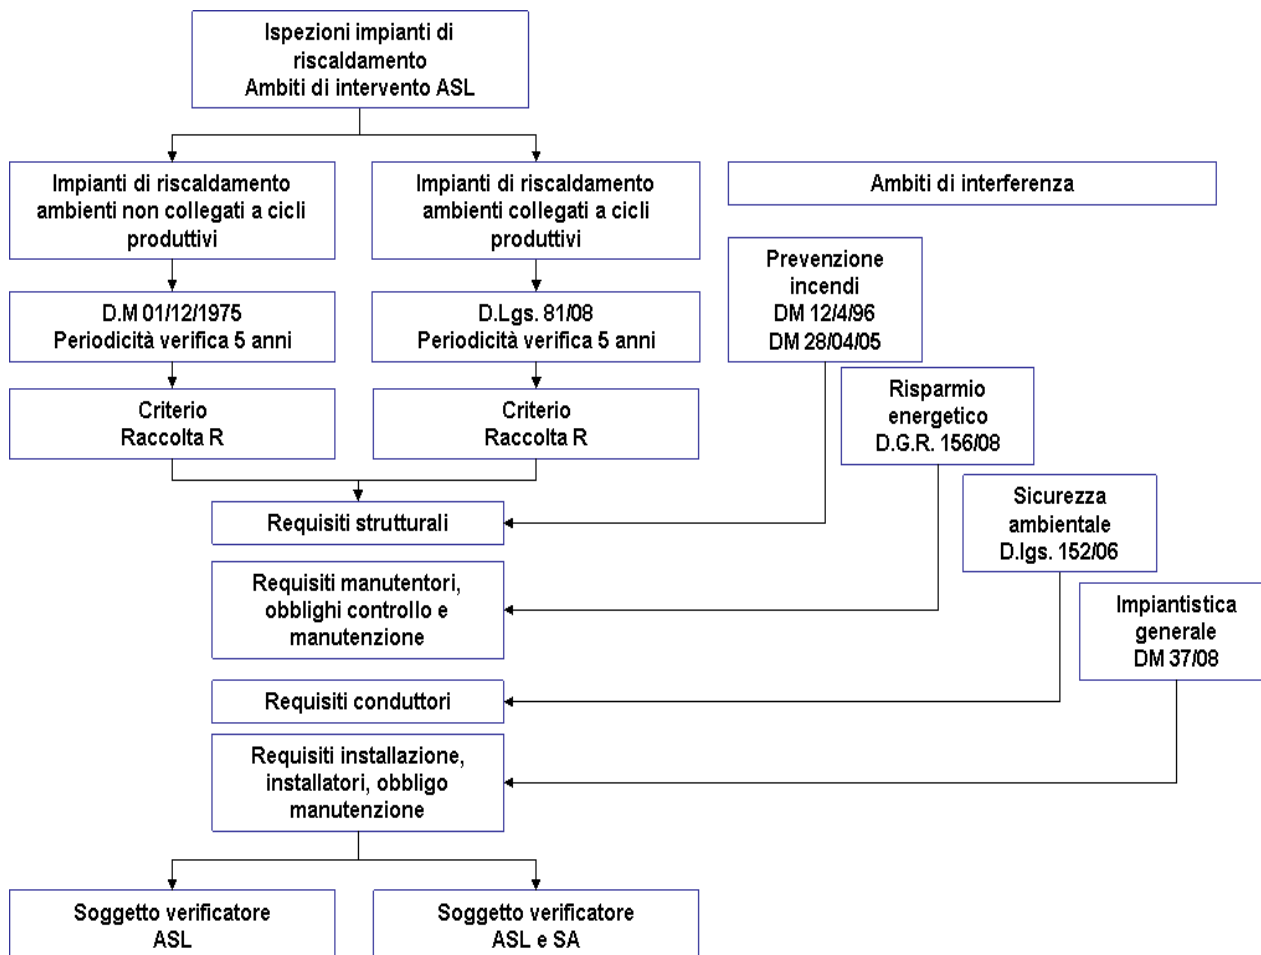 Ispezioni impianti di
riscaldamento
Ambiti di intervento ASL
Impianti di riscaldamento
ambienti non collegati a cicli
produttivi
Impianti di riscaldamento
ambienti collegati a cicli
produttivi
Ambiti di interferenza
Prevenzione
incendi
DM 12/4/96
DM 28/04/05
D.M 01/12/1975
Periodicità verifica 5 anni
D.Lgs. 81/08
Periodicità verifica 5 anni
Risparmio
energetico
D.G.R. 156/08
Criterio
Raccolta R
Criterio
Raccolta R
Sicurezza
ambientale
D.lgs. 152/06
Requisiti strutturali
Requisiti manutentori,
obblighi controllo e
manutenzione
Impiantistica
generale
DM 37/08
Requisiti conduttori
Requisiti installazione,
installatori, obbligo
manutenzione
Soggetto verificatore
ASL
Soggetto verificatore
ASL e SA